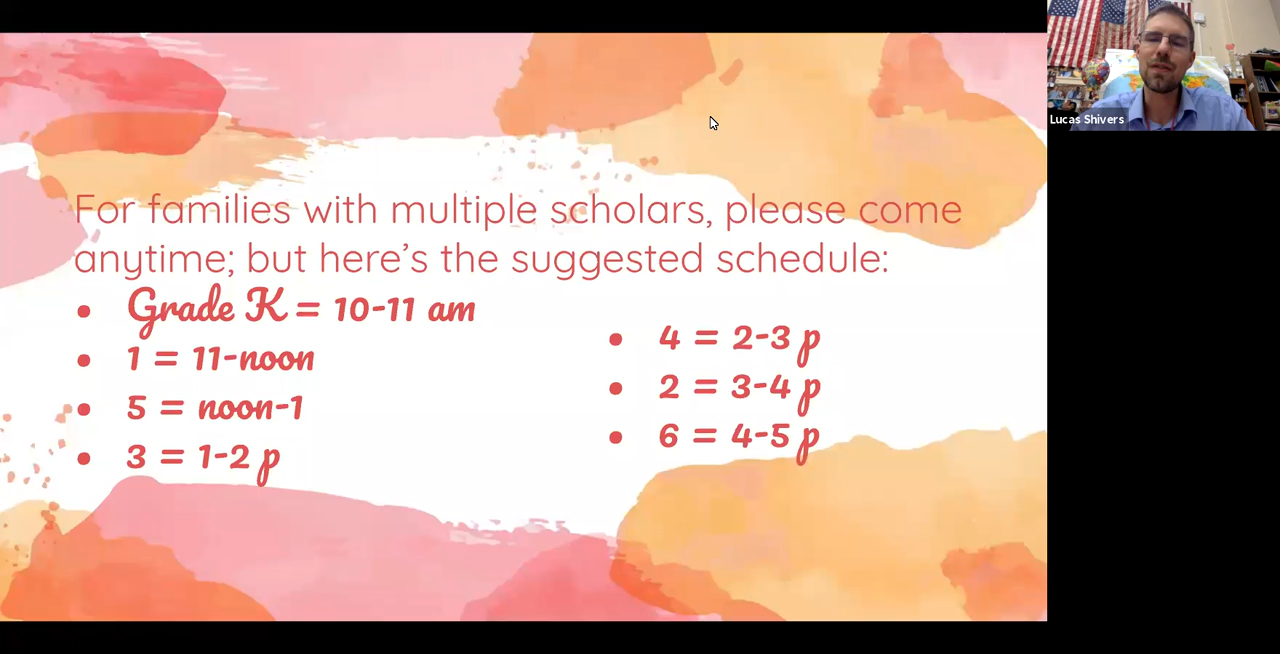 For families with multiple scholars, please come
anytime; but here's the suggested schedule:
• Grade K = 10-11 am
• 1 = 11-noon
• 5 = noon-1
• 3 = 1-2 p
• 4 = 2-3 p
• 2 = 3-4 p
• 6 = 4-5 p
Lucas Shivers